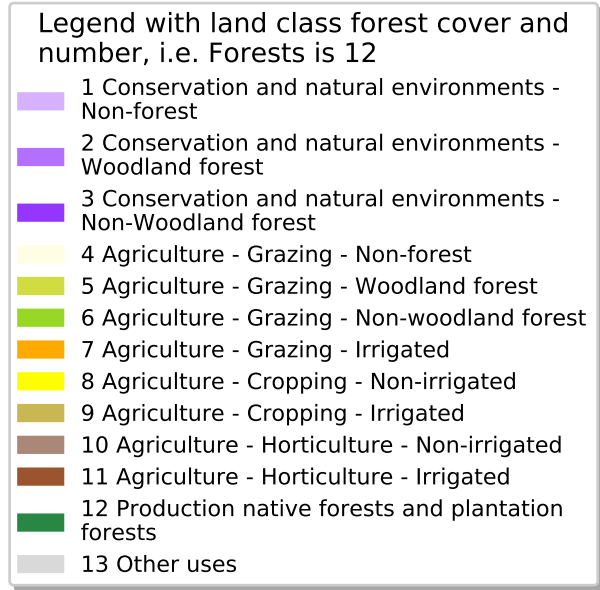 Legend with land class forest cover and
number, i.e. Forests is 12
1 Conservation and natural environments -
Non-forest
2 Conservation and natural environments -
Woodland forest
3 Conservation and natural environments -
Non-Woodland forest
4 Agriculture - Grazing - Non-forest
5 Agriculture - Grazing - Woodland forest
6 Agriculture - Grazing - Non-woodland forest
7 Agriculture - Grazing - Irrigated
8 Agriculture - Cropping - Non-irrigated
9 Agriculture - Cropping - Irrigated
10 Agriculture - Horticulture - Non-irrigated
11 Agriculture - Horticulture - Irrigated
12 Production native forests and plantation
forests
13 Other uses